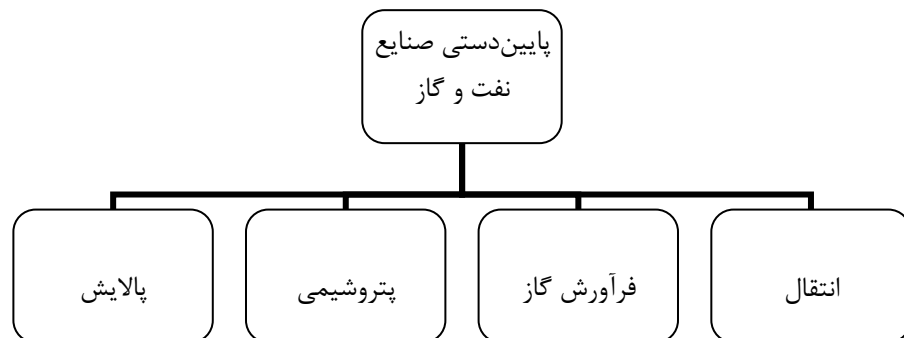 پایین‌دستی صنایع
نفت و گاز
انتقال
فرآورش گاز
پتروشیمی
پالایش